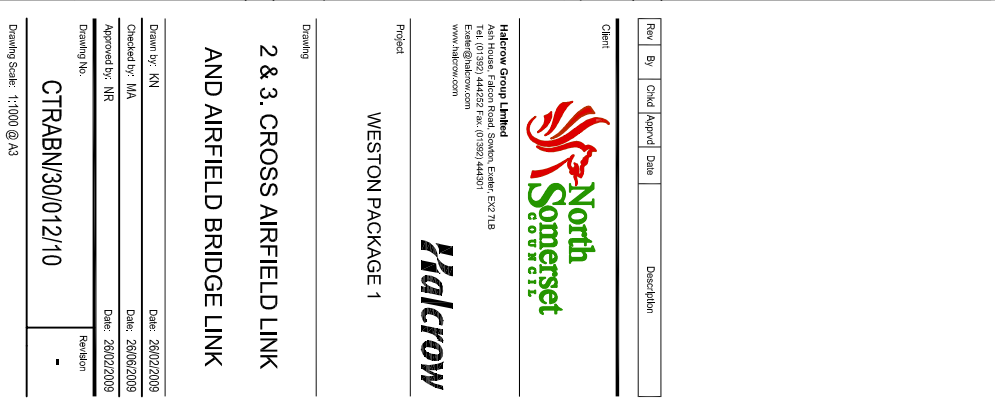 Rev By Chkd Apprvd Date Description
Client
North
Somerset
COUNCIL
Halcrow Group Limited
Ash House, Falcon Road, Sowton, Exeter, EX2 7LB
Tel. (01392) 444252 Fax. (01392) 444301
Exeter@halcrow.com
www.halcrow.com
Halcrow
Project
WESTON PACKAGE 1
Drawing
2 & 3. CROSS AIRFIELD LINK
AND AIRFIELD BRIDGE LINK
Drawn by: KN Date: 26/02/2009
Checked by: MA Date: 26/06/2009
Approved by: NR Date: 26/02/2009
Drawing No. Revision
CTRABN/30/012/10 -
Drawing Scale: 1:1000 @ A3